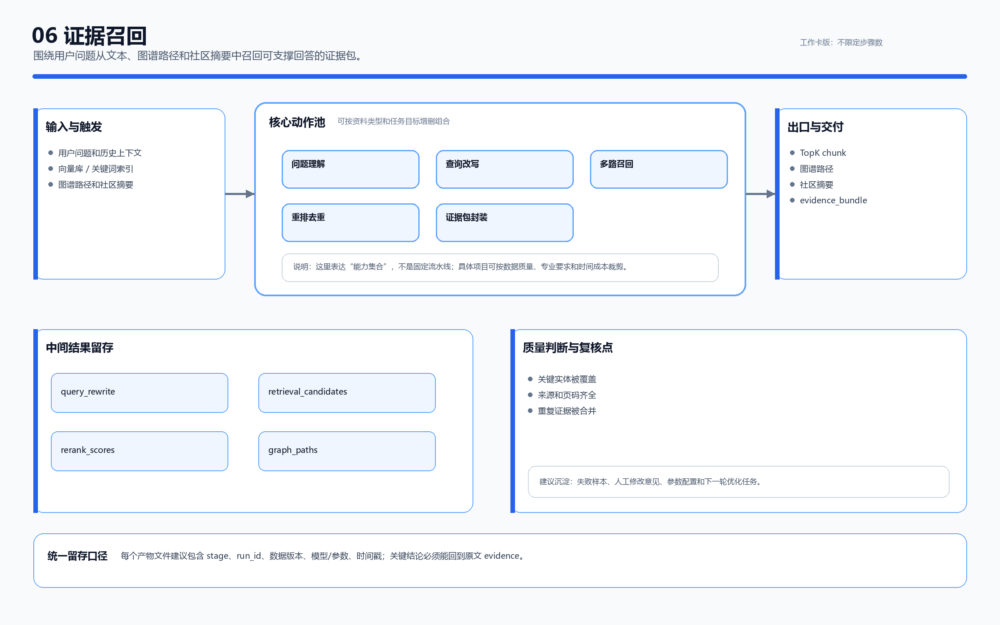 06 证据召回
围绕用户问题从文本、图谱路径和社区摘要中召回可支撑回答的证据包。
工作卡版：不限定步骤数
输入与触发
用户问题和历史上下文
向量库 / 关键词索引
图谱路径和社区摘要
核心动作池 可按资料类型和任务目标增删组合
问题理解
查询改写
多路召回
重排去重
证据包封装
说明：这里表达“能力集合”，不是固定流水线；具体项目可按数据质量、专业要求和时间成本裁剪。
出口与交付
TopK chunk
图谱路径
社区摘要
evidence_bundle
中间结果留存
query_rewrite
retrieval_candidates
rerank_scores
graph_paths
质量判断与复核点
关键实体被覆盖
来源和页码齐全
重复证据被合并
建议沉淀：失败样本、人工修改意见、参数配置和下一轮优化任务。
统一留存口径 每个产物文件建议包含 stage、run_id、数据版本、模型/参数、时间戳；关键结论必须能回到原文 evidence。